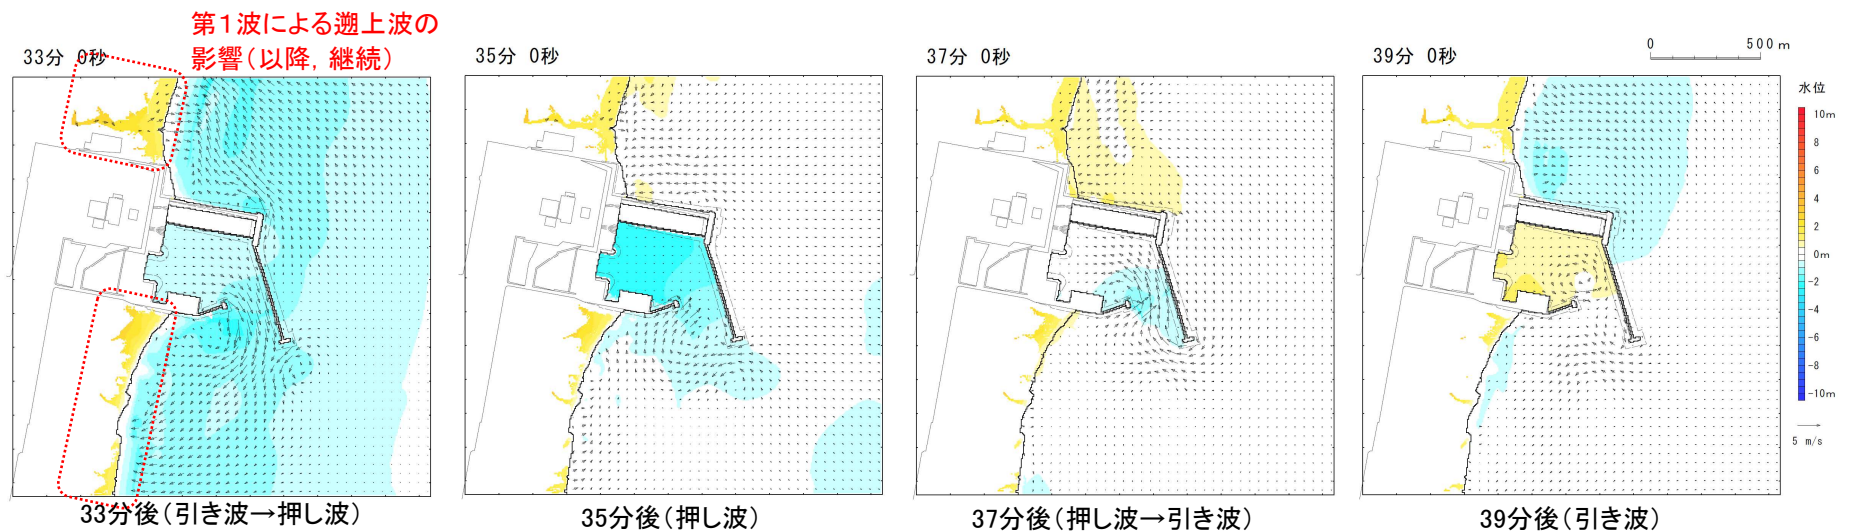 第1波による遡上波の
影響(以降,継続)
33分 0秒
35分 0秒
37分 0秒
39分 0秒
0 500m
水位
10m
8
6
4
2
0m
−2
−4
−6
−8
−10m
5 m/s
33分後(引き波→押し波)
35分後(押し波)
37分後(押し波→引き波)
39分後(引き波)